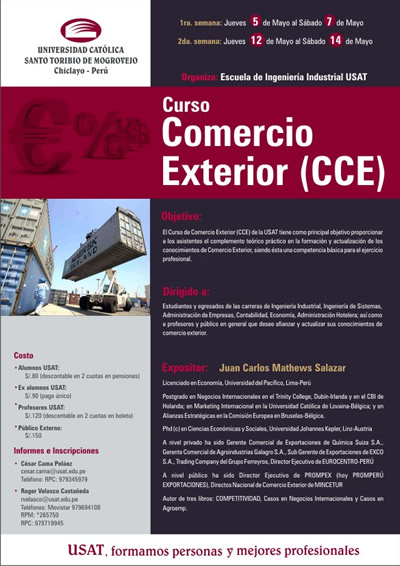 UNIVERSIDAD CATÓLICA
SANTO TORIBIO DE MOGROVEJO
Chiclayo - Perú
1ra. semana: Jueves 5 de Mayo al Sábado 7 de Mayo
2da. semana: Jueves 12 de Mayo al Sábado 14 de Mayo
Organiza: Escuela de Ingeniería Industrial USAT
Curso
Comercio
Exterior (CCE)
Objetivo:
El Curso de Comercio Exterior (CCE) de la USAT tiene como principal objetivo proporcionar
a los asistentes el complemento teórico práctico en la formación y actualización de los
conocimientos de Comercio Exterior, siendo ésta una competencia básica para el ejercicio
profesional.
Dirigido a:
Estudiantes y egresados de las carreras de Ingeniería Industrial, Ingeniería de Sistemas,
Administración de Empresas, Contabilidad, Economía, Administración Hotelera; así como
a profesores y público en general que desee afianzar y actualizar sus conocimientos de
comercio exterior.
Expositor: Juan Carlos Mathews Salazar
Licenciado en Economía, Universidad del Pacífico, Lima-Perú
Postgrado en Negocios Internacionales en el Trinity College, Dublin-Irlanda y en el CBI de
Holanda; en Marketing Internacional en la Universidad Católica de Lovaina-Bélgica; y en
Alianzas Estratégicas en la Comisión Europea en Bruselas-Bélgica.
Phd (c) en Ciencias Económicas y Sociales, Universidad Johannes Kepler, Linz-Austria
A nivel privado ha sido Gerente Comercial de Exportaciones de Química Suiza S.A.,
Gerente Comercial de Agroindustrias Galagro S.A., Sub Gerente de Exportaciones de EXCO
S.A., Trading Company del Grupo Ferreyros, Director Ejecutivo de EUROCENTRO-PERÚ
A nivel público ha sido Director Ejecutivo de PROMPEX (hoy PROMPERÚ
EXPORTACIONES), Directos Nacional de Comercio Exterior de MINCETUR
Autor de tres libros: COMPETITIVIDAD, Casos en Negocios Internacionales y Casos en
Agroemp.
Costo
• Alumnos USAT:
S/.80 (descontable en 2 cuotas en pensiones)
• Ex alumnos USAT:
S/.90 (pago único)
• Profesores USAT:
S/.120 (descontable en 2 cuotas en boleta)
• Público Externo:
S/.150
Informes e Inscripciones
• César Cama Peláez
cesar.cama@usat.edu.pe
Teléfono: RPC: 979345979
• Roger Velasco Castañeda
rvelasco@usat.edu.pe
Teléfonos: Movistar 979694108
RPM: *265750
RPC: 978719945
USAT, formamos personas y mejores profesionales